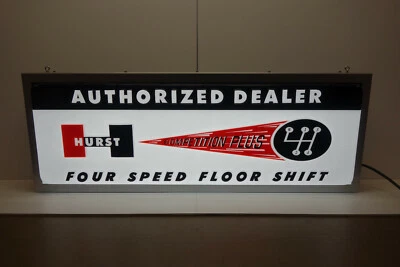 AUTHORIZED DEALER
HURST COMPETITION PLUS
FOUR SPEED FLOOR SHIFT